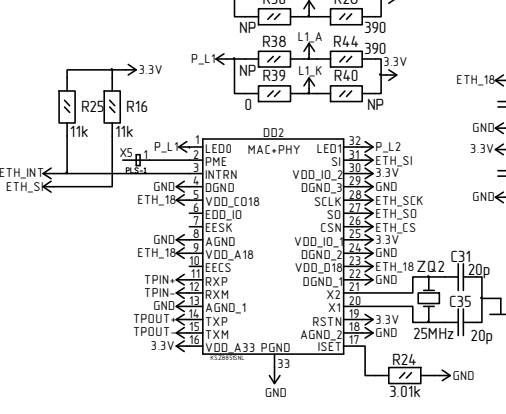 R38 R28
NP 390
R38 L1_A R44 390
P_L1 NP 3.3V
R39 L1_K R40
0 NP
3.3V
R25 R16
11k 11k
ETH_18
GND
3.3V
GND
DD2
X5 1
PLS-1
ETH_INT
ETH_SI
P_L1 1 LED0 MAC+PHY LED1 32 P_L2
2 PME SI 31 ETH_SI
3 INTRN VDD_IO_2 30 3.3V
GND 4 DGND DGND_3 29 GND
ETH_18 5 VDD_CO18 SCLK 28 ETH_SCK
6 EDD_IO SO 27 ETH_SO
7 EESK CSN 26 ETH_CS
GND 8 AGND VDD_IO_1 25 3.3V
ETH_18 9 VDD_A18 DGND_2 24 GND
10 EECS VDD_D18 23 ETH_18
TPIN+ 11 RXP DGND_1 22 GND
TPIN- 12 RXM X2 21
GND 13 AGND_1 X1 20
TPOUT+ 14 TXP RSTN 19 3.3V
TPOUT- 15 TXM AGND_2 18 GND
3.3V 16 VDD_A33 PGND ISET 17
KSZ8851SNL
33
GND
ZQ2
25MHz
C31
20p
C35
20p
R24
3.01k
GND